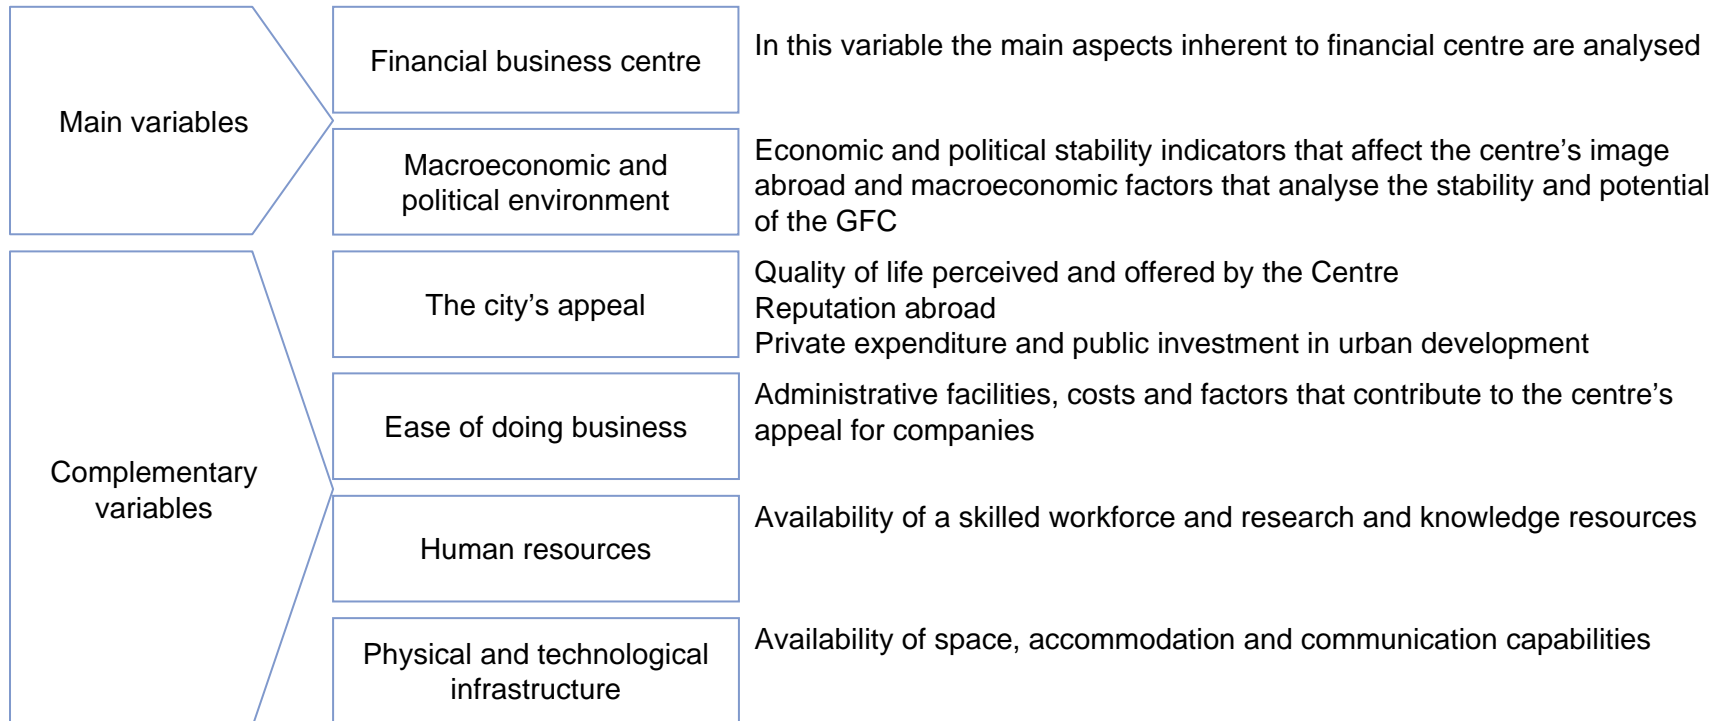 Main variables
Financial business centre
In this variable the main aspects inherent to financial centre are analysed
Macroeconomic and
political environment
Economic and political stability indicators that affect the centre’s image
abroad and macroeconomic factors that analyse the stability and potential
of the GFC
Complementary
variables
The city’s appeal
Quality of life perceived and offered by the Centre
Reputation abroad
Private expenditure and public investment in urban development
Ease of doing business
Administrative facilities, costs and factors that contribute to the centre’s
appeal for companies
Human resources
Availability of a skilled workforce and research and knowledge resources
Physical and technological
infrastructure
Availability of space, accommodation and communication capabilities